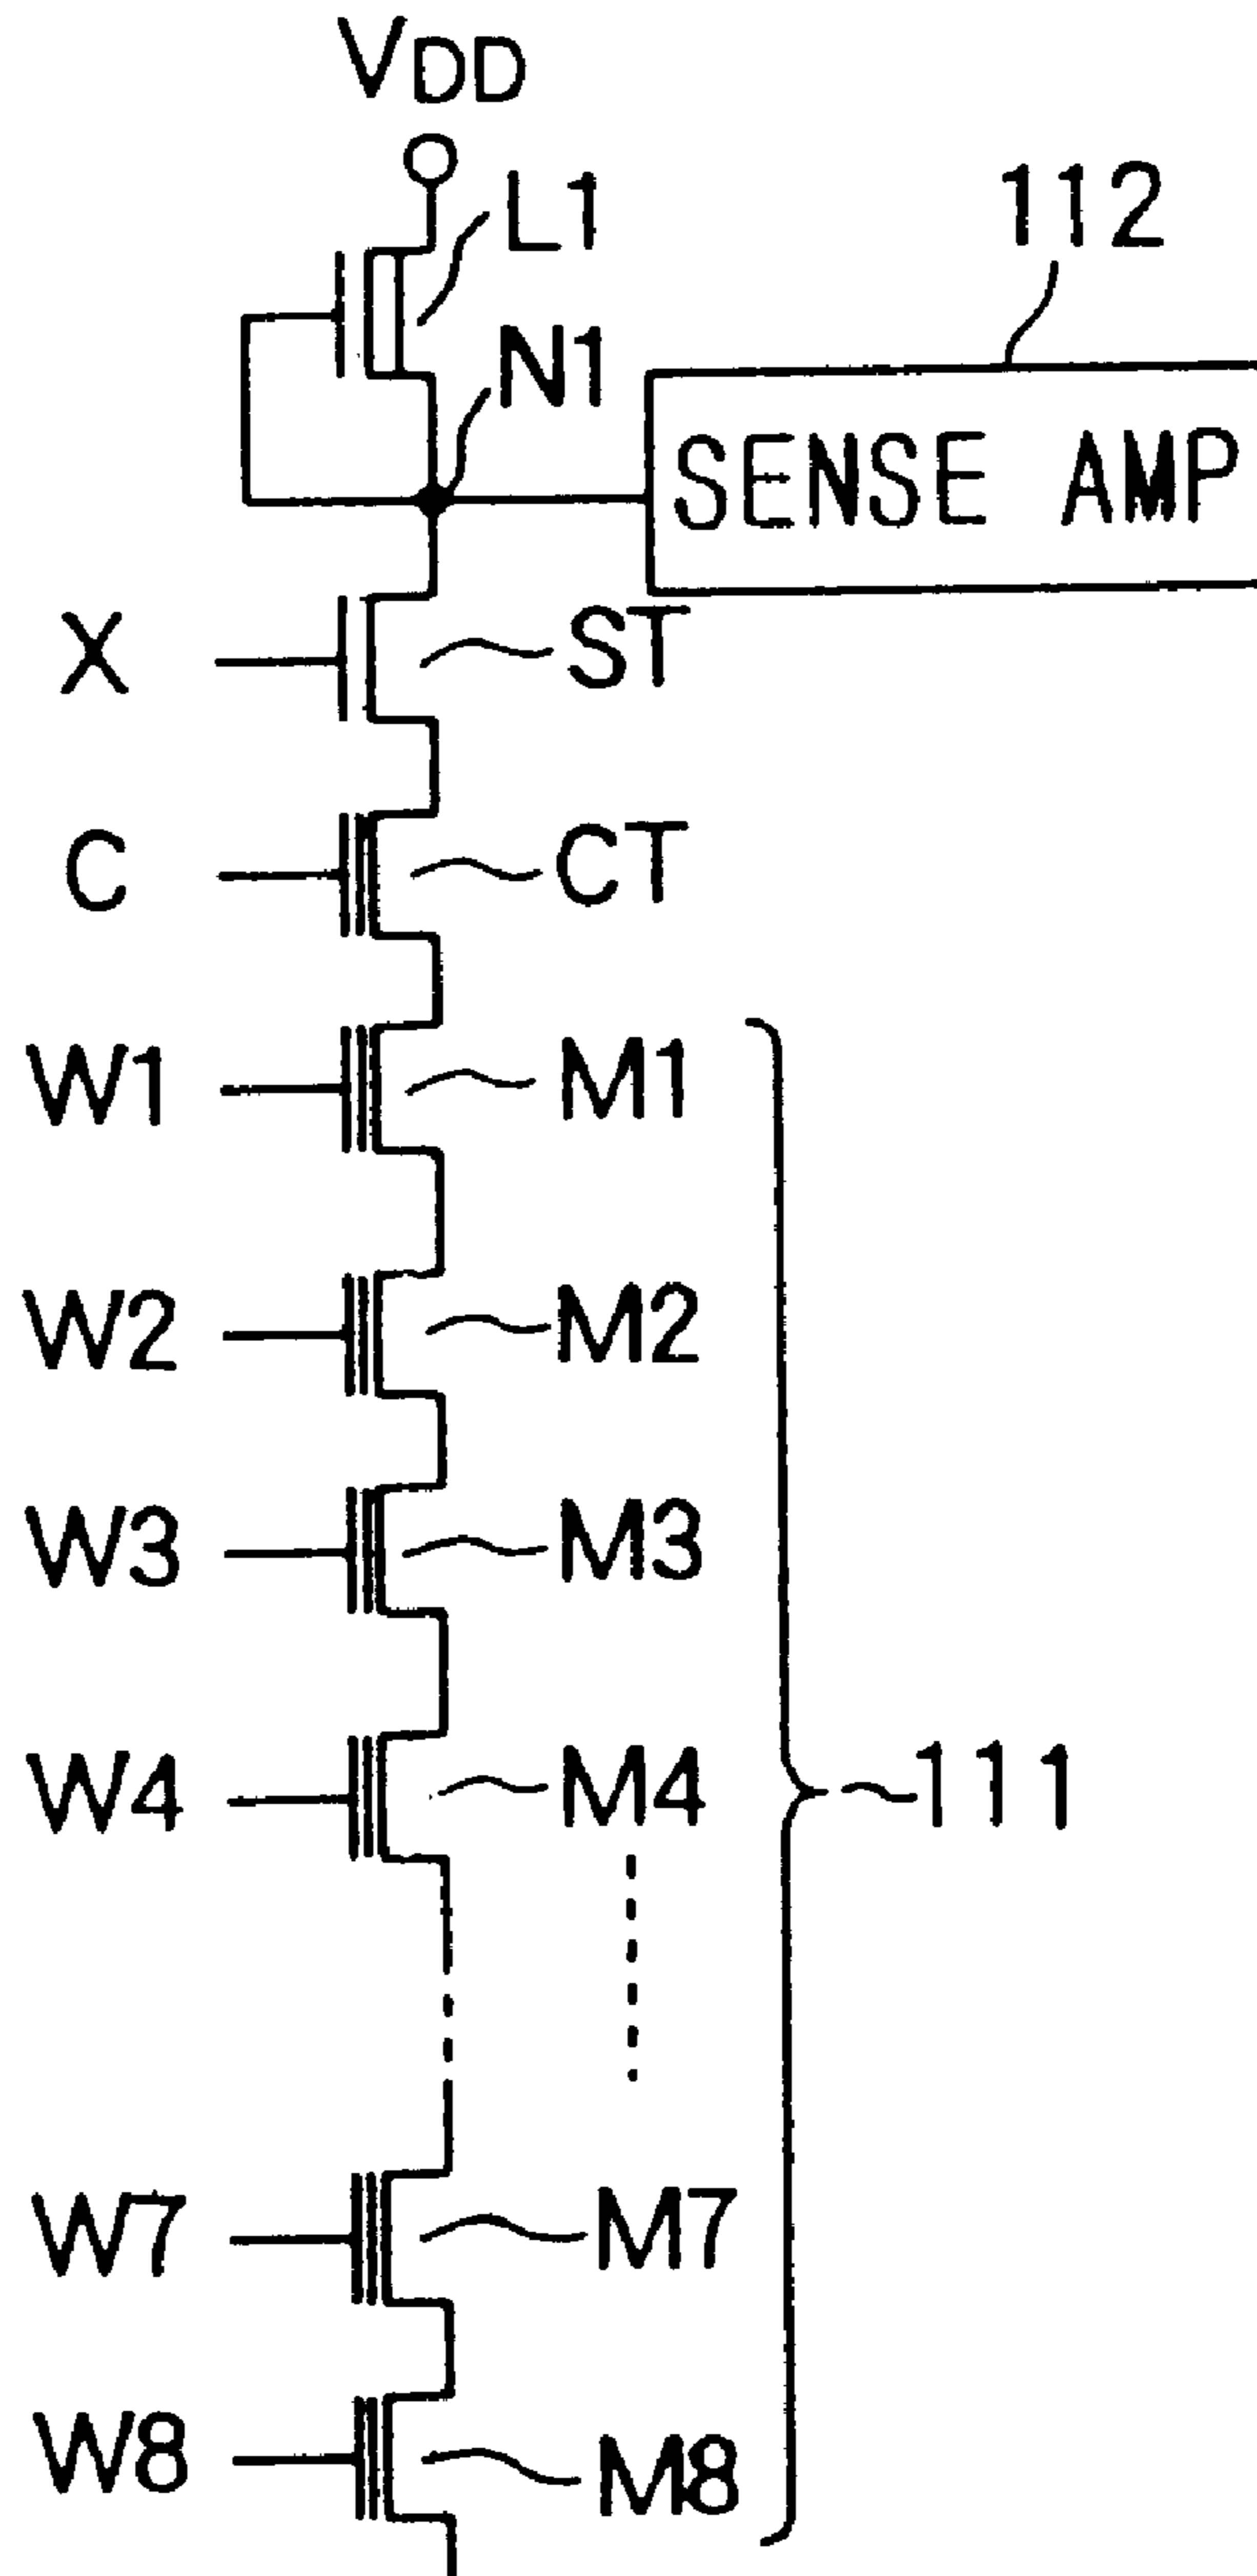 VDD
L1
112
N1
SENSE AMP
X ST
C CT
W1 M1
W2 M2
W3 M3
W4 M4
111
W7 M7
W8 M8